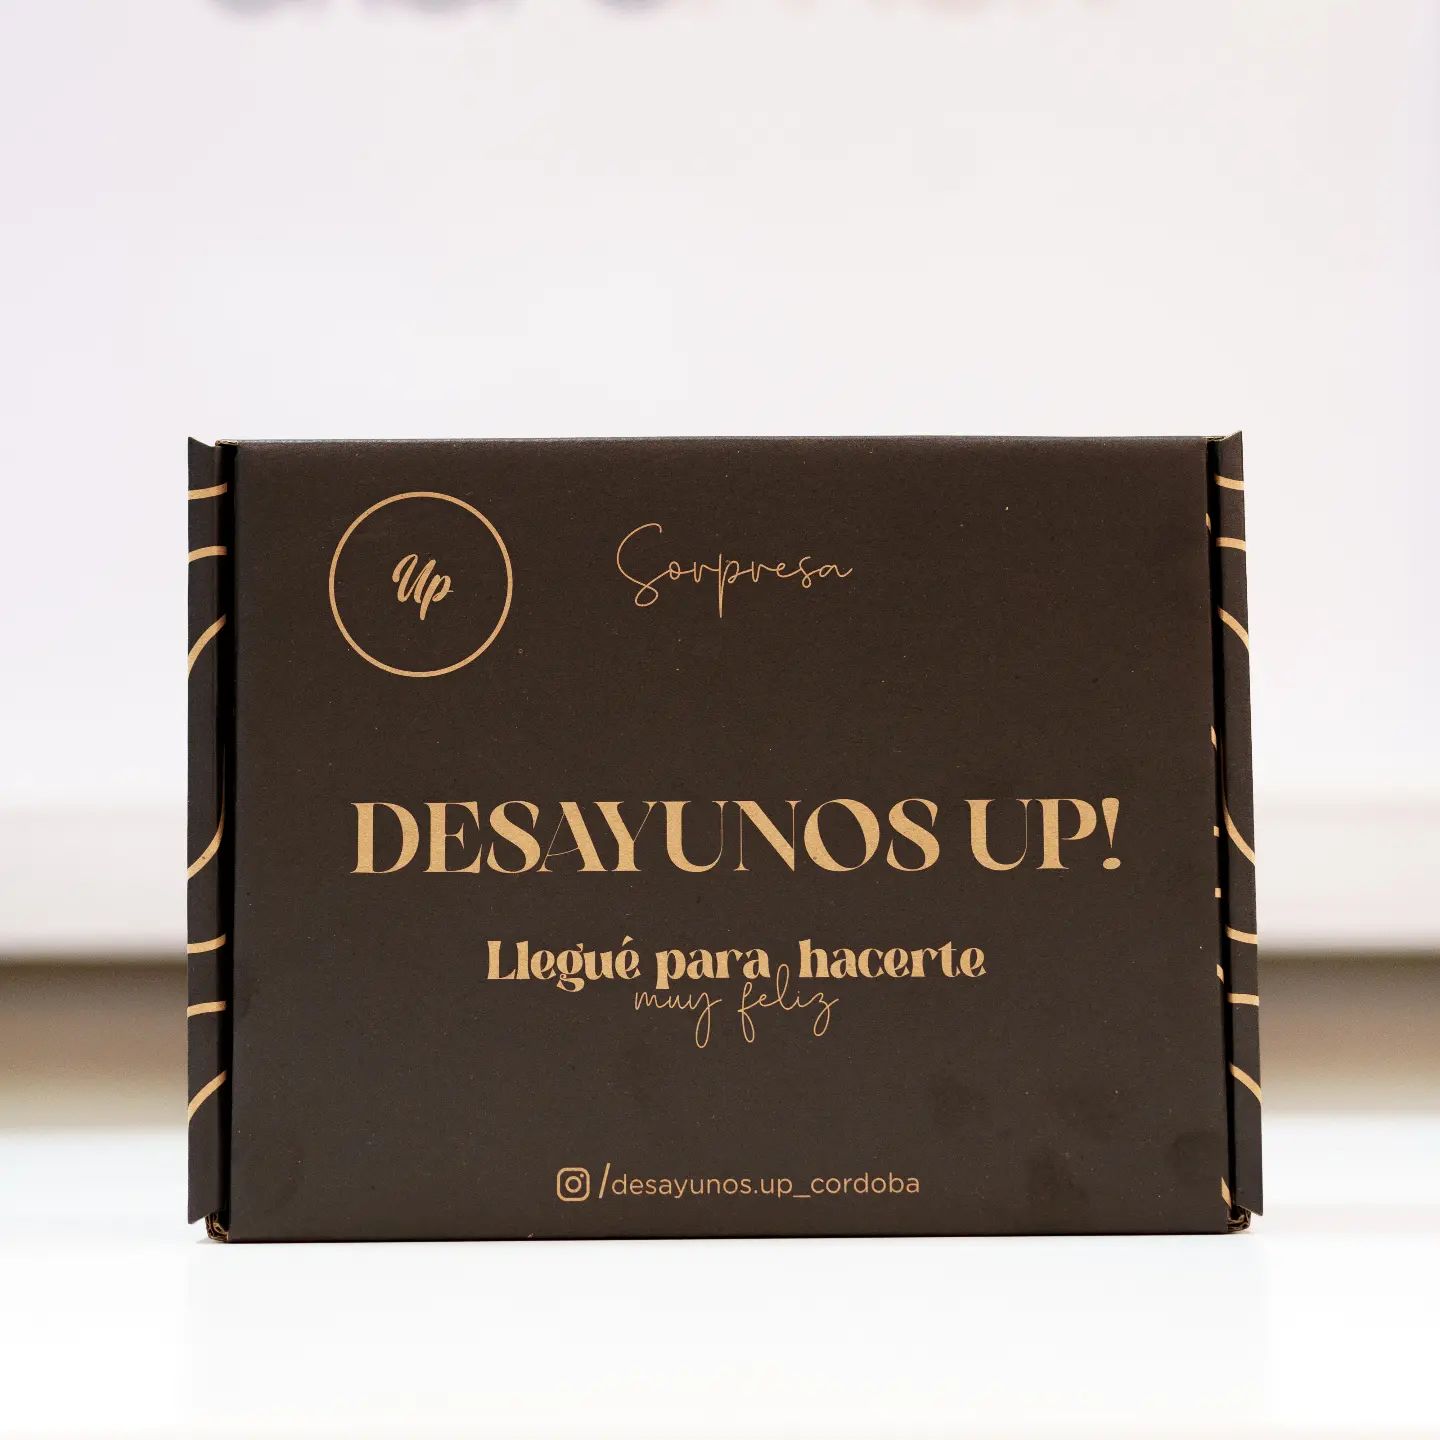 Up
Sorpresa
DESAYUNOS UP!
Llegué para hacerte
muy feliz
/desayunos.up_cordoba